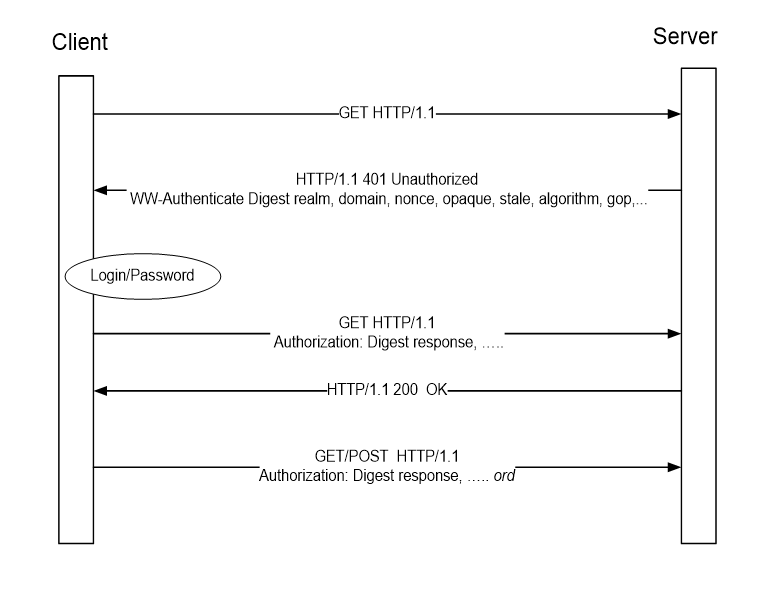 Client
Server
GET HTTP/1.1
HTTP/1.1 401 Unauthorized
WW-Authenticate Digest realm, domain, nonce, opaque, stale, algorithm, gop,...
Login/Password
GET HTTP/1.1
Authorization: Digest response, …..
HTTP/1.1 200 OK
GET/POST HTTP/1.1
Authorization: Digest response, ….. ord